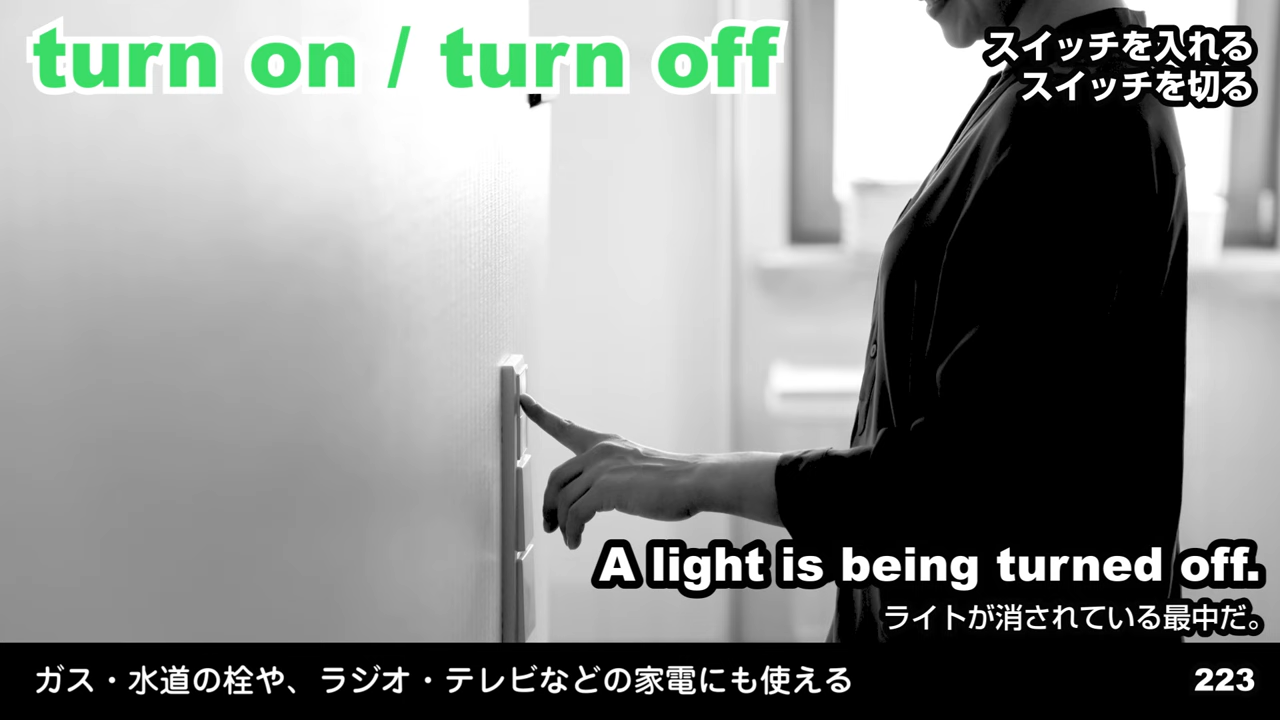 turn on / turn off
スイッチを入れる
スイッチを切る
A light is being turned off.
ライトが消されている最中だ。
ガス・水道の栓や、ラジオ・テレビなどの家電にも使える
223